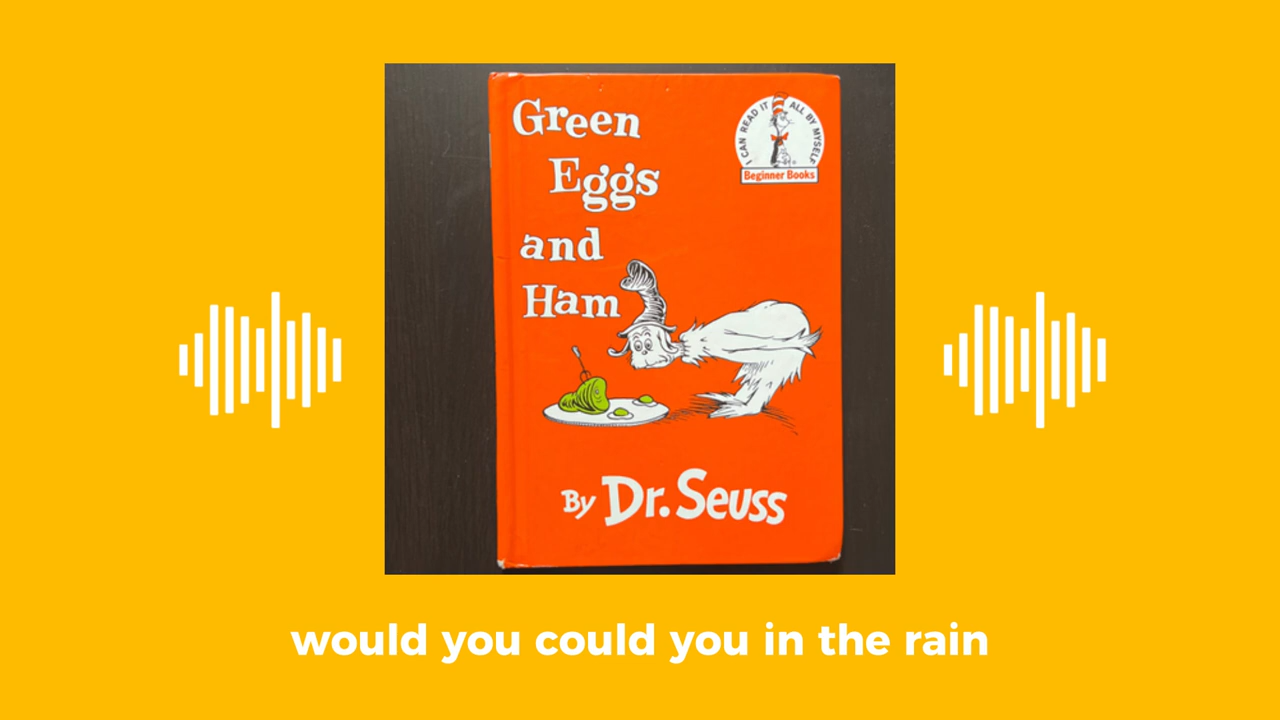 Green
Eggs
and
Ham
I CAN READ IT ALL BY MYSELF
Beginner Books
By Dr. Seuss
would you could you in the rain